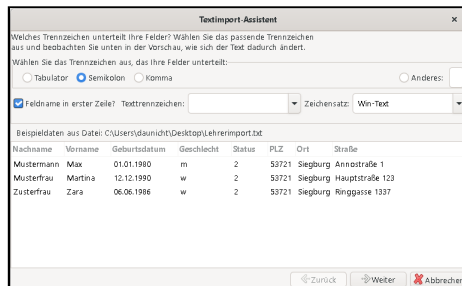 Textimport-Assistent
Welches Trennzeichen unterteilt Ihre Felder? Wählen Sie das passende Trennzeichen
aus und beobachten Sie unten in der Vorschau, wie sich der Text dadurch ändert.
Wählen Sie das Trennzeichen aus, das Ihre Felder unterteilt:
Tabulator Semikolon Komma Anderes:
Feldname in erster Zeile? Texttrennzeichen: Zeichensatz: Win-Text
Beispieldaten aus Datei: C:\Users\daunicht\Desktop\Lehrerimport.txt
Nachname Vorname Geburtsdatum Geschlecht Status PLZ Ort Straße
Mustermann Max 01.01.1980 m 2 53721 Siegburg Annostraße 1
Musterfrau Martina 12.12.1990 w 2 53721 Siegburg Hauptstraße 123
Zusterfrau Zara 06.06.1986 w 2 53721 Siegburg Ringgasse 1337
Zurück Weiter Abbrechen